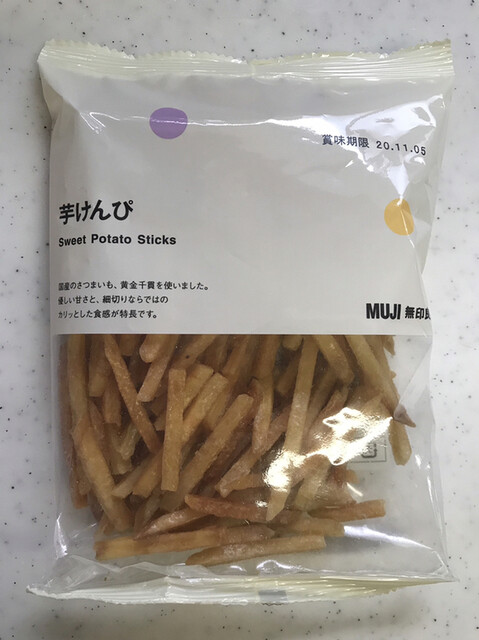 賞味期限 20.11.05
芋けんぴ
Sweet Potato Sticks
国産のさつまいも、黄金千貫を使いました。
優しい甘さと、細切りならではの
カリッとした食感が特長です。
MUJI 無印